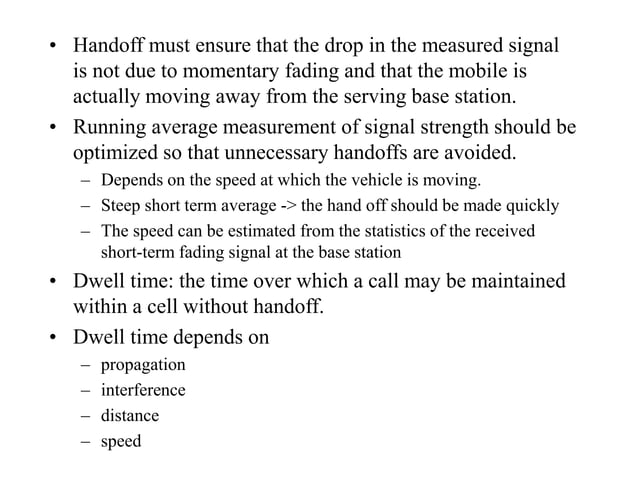 • Handoff must ensure that the drop in the measured signal
is not due to momentary fading and that the mobile is
actually moving away from the serving base station.
• Running average measurement of signal strength should be
optimized so that unnecessary handoffs are avoided.
– Depends on the speed at which the vehicle is moving.
– Steep short term average -> the hand off should be made quickly
– The speed can be estimated from the statistics of the received
short-term fading signal at the base station
• Dwell time: the time over which a call may be maintained
within a cell without handoff.
• Dwell time depends on
– propagation
– interference
– distance
– speed